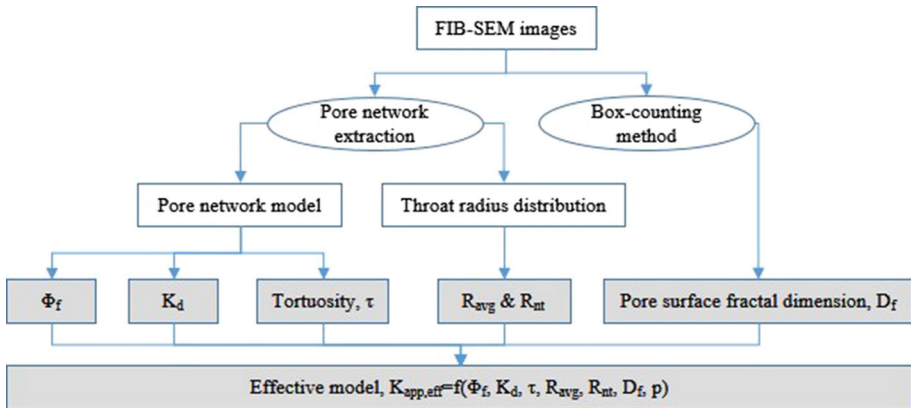 FIB-SEM images
Pore network
extraction
Box-counting
method
Pore network model
Throat radius distribution
Φf
Kd
Tortuosity, τ
Ravg & Rnt
Pore surface fractal dimension, Df
Effective model, Kapp,eff=f(Φf, Kd, τ, Ravg, Rnt, Df, p)